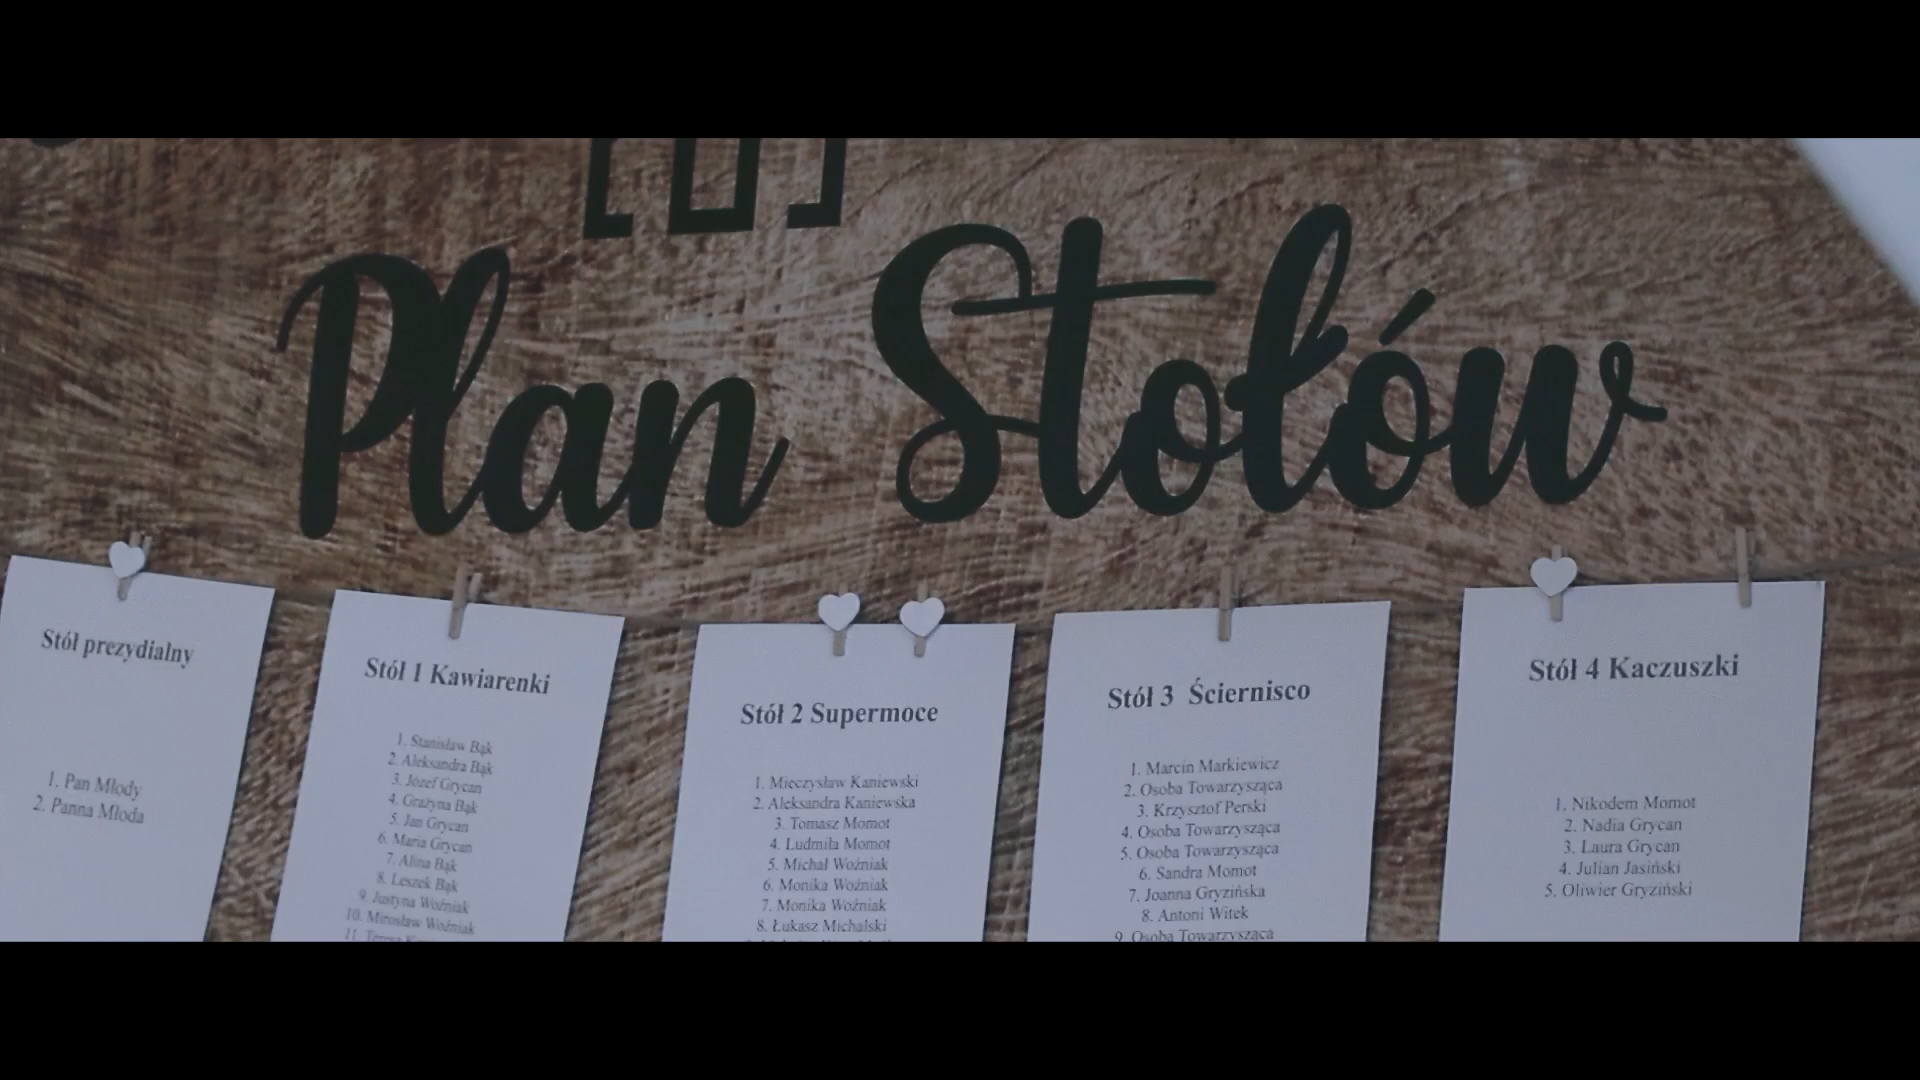 Plan Stołów
Stół prezydialny
1. Pan Młody
2. Panna Młoda
Stół 1 Kawiarenki
1. Stanisław Bąk
2. Aleksandra Bąk
3. Józef Grycan
4. Grażyna Bąk
5. Jan Grycan
6. Maria Grycan
7. Alina Bąk
8. Leszek Bąk
9. Justyna Woźniak
10. Mirosław Woźniak
11. Teresa
Stół 2 Supermoce
1. Mieczysław Kaniewski
2. Aleksandra Kaniewska
3. Tomasz Momot
4. Ludmiła Momot
5. Michał Woźniak
6. Monika Woźniak
7. Monika Woźniak
8. Łukasz Michalski
Stół 3 Ściernisco
1. Marcin Markiewicz
2. Osoba Towarzysząca
3. Krzysztof Perski
4. Osoba Towarzysząca
5. Osoba Towarzysząca
6. Sandra Momot
7. Joanna Gryzińska
8. Antoni Witek
9. Osoba Towarzysząca
Stół 4 Kaczuszki
1. Nikodem Momot
2. Nadia Grycan
3. Laura Grycan
4. Julian Jasiński
5. Oliwier Gryziński